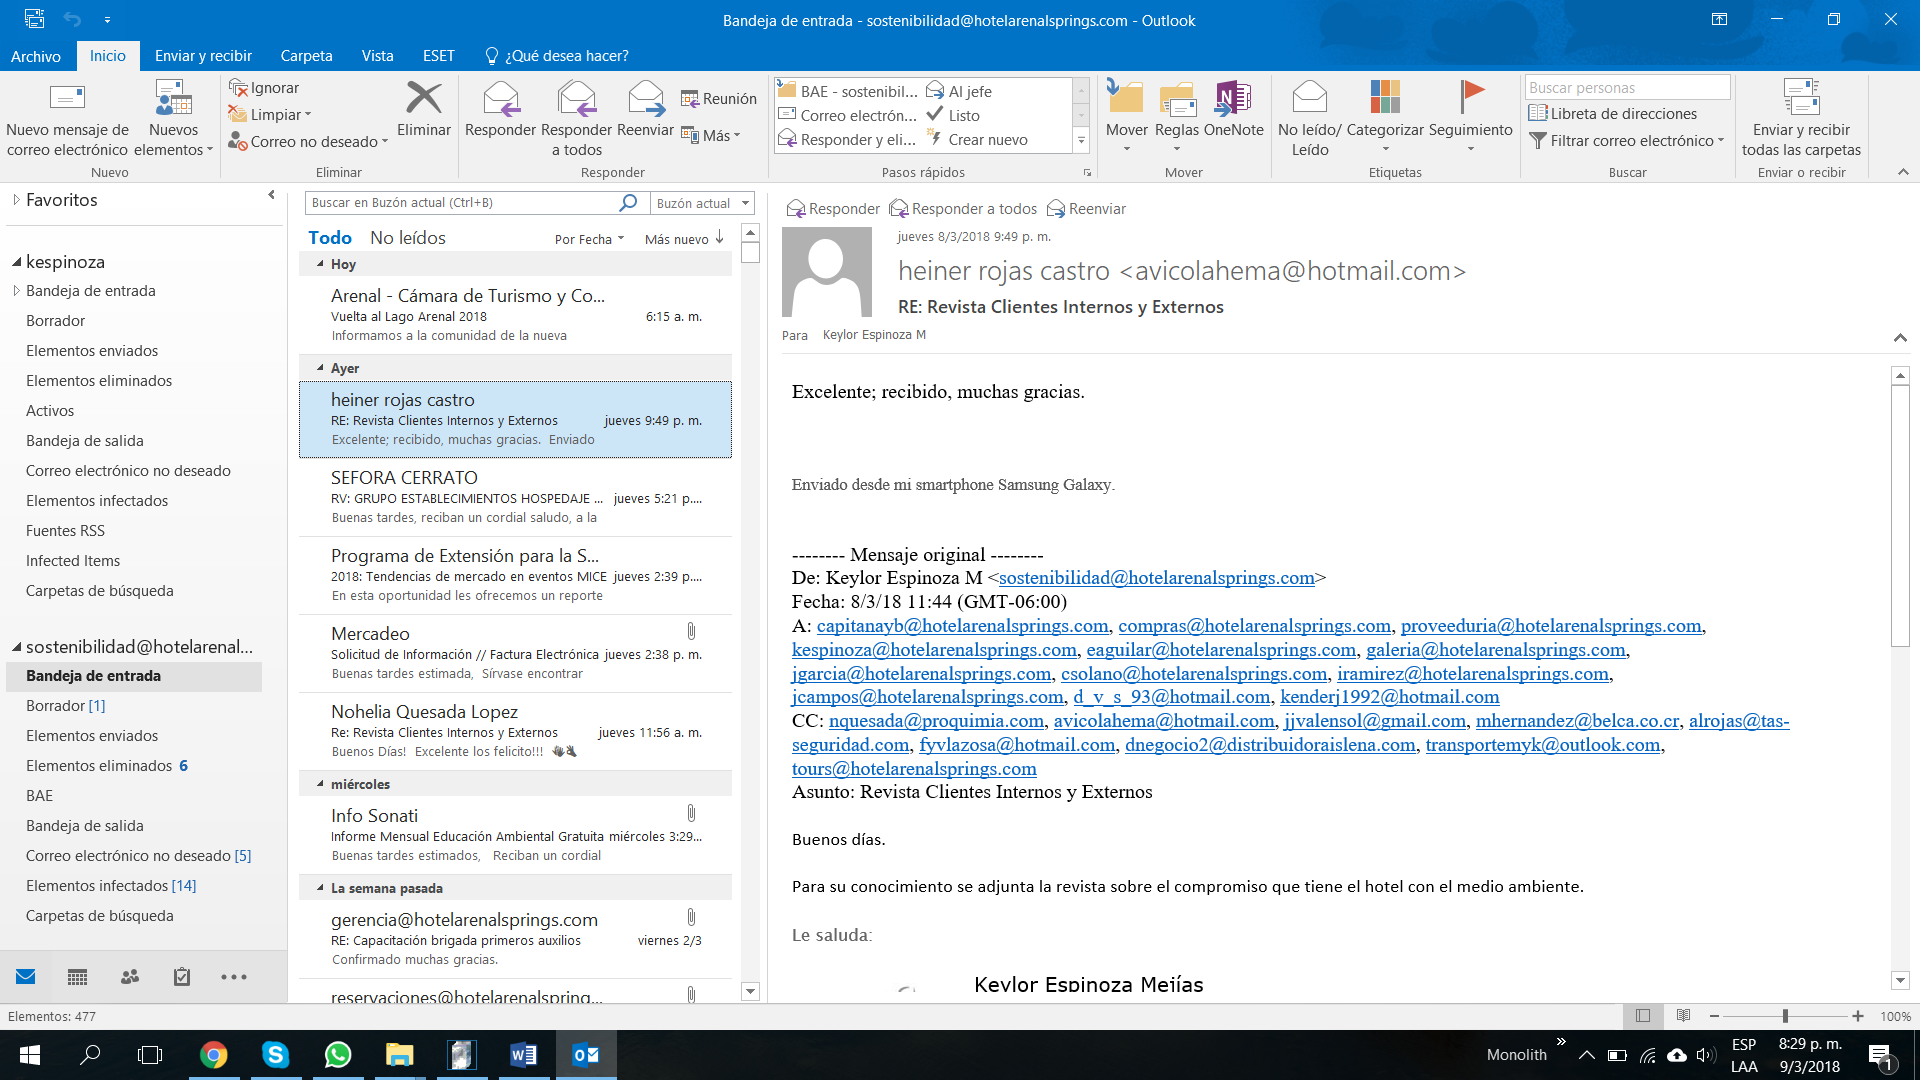 Bandeja de entrada - sostenibilidad@hotelarenalsprings.com - Outlook
Archivo
Inicio
Enviar y recibir
Carpeta
Vista
ESET
¿Qué desea hacer?
Nuevo mensaje de
correo electrónico
Nuevos
elementos
Nuevo
Ignorar
Limpiar
Correo no deseado
Eliminar
Eliminar
Responder
Responder
a todos
Reenviar
Reunión
Más
Responder
BAE - sostenibil...
Correo electrón...
Responder y eli...
Al jefe
Listo
Crear nuevo
Pasos rápidos
Mover
Reglas
OneNote
Mover
No leído/
Leído
Categorizar
Seguimiento
Etiquetas
Buscar personas
Libreta de direcciones
Filtrar correo electrónico
Buscar
Enviar y recibir
todas las carpetas
Enviar o recibir
Favoritos
kespinoza
Bandeja de entrada
Borrador
Elementos enviados
Elementos eliminados
Activos
Bandeja de salida
Correo electrónico no deseado
Elementos infectados
Fuentes RSS
Infected Items
Carpetas de búsqueda
sostenibilidad@hotelarenal...
Bandeja de entrada
Borrador [1]
Elementos enviados
Elementos eliminados 6
BAE
Bandeja de salida
Correo electrónico no deseado [5]
Elementos infectados [14]
Carpetas de búsqueda
Buscar en Buzón actual (Ctrl+B)
Buzón actual
Todo
No leídos
Por Fecha
Más nuevo
Hoy
Arenal - Cámara de Turismo y Co...
Vuelta al Lago Arenal 2018 6:15 a. m.
Informamos a la comunidad de la nueva
Ayer
heiner rojas castro
RE: Revista Clientes Internos y Externos jueves 9:49 p. m.
Excelente; recibido, muchas gracias. Enviado
SEFORA CERRATO
RV: GRUPO ESTABLECIMIENTOS HOSPEDAJE ... jueves 5:21 p....
Buenas tardes, reciban un cordial saludo, a la
Programa de Extensión para la S...
2018: Tendencias de mercado en eventos MICE jueves 2:39 p....
En esta oportunidad les ofrecemos un reporte
Mercadeo
Solicitud de Información // Factura Electrónica jueves 2:38 p. m.
Buenas tardes estimada, Sírvase encontrar
Nohelia Quesada Lopez
Re: Revista Clientes Internos y Externos jueves 11:56 a. m.
Buenos Días! Excelente los felicito!!! 👏👏
miércoles
Info Sonati
Informe Mensual Educación Ambiental Gratuita miércoles 3:29...
Buenas tardes estimados, Reciban un cordial
La semana pasada
gerencia@hotelarenalsprings.com
RE: Capacitación brigada primeros auxilios viernes 2/3
Confirmado muchas gracias.
reservaciones@hotelarenalspring...
Responder Responder a todos Reenviar
jueves 8/3/2018 9:49 p. m.
heiner rojas castro <avicolahema@hotmail.com>
RE: Revista Clientes Internos y Externos
Para Keylor Espinoza M
Excelente; recibido, muchas gracias.
Enviado desde mi smartphone Samsung Galaxy.
-------- Mensaje original --------
De: Keylor Espinoza M <sostenibilidad@hotelarenalsprings.com>
Fecha: 8/3/18 11:44 (GMT-06:00)
A: capitanayb@hotelarenalsprings.com, compras@hotelarenalsprings.com, proveeduria@hotelarenalsprings.com,
kespinoza@hotelarenalsprings.com, eaguilar@hotelarenalsprings.com, galeria@hotelarenalsprings.com,
jgarcia@hotelarenalsprings.com, csolano@hotelarenalsprings.com, iramirez@hotelarenalsprings.com,
jcampos@hotelarenalsprings.com, d_v_s_93@hotmail.com, kenderj1992@hotmail.com
CC: nquesada@proquimia.com, avicolahema@hotmail.com, jjvalensol@gmail.com, mhernandez@belca.co.cr, alrojas@tas-
seguridad.com, fyvlazosa@hotmail.com, dnegocio2@distribuidoraislena.com, transportemyk@outlook.com,
tours@hotelarenalsprings.com
Asunto: Revista Clientes Internos y Externos
Buenos días.
Para su conocimiento se adjunta la revista sobre el compromiso que tiene el hotel con el medio ambiente.
Le saluda:
Keylor Espinoza Mejías
Elementos: 477
100%
Monolith
ESP
LAA
8:29 p. m.
9/3/2018
1